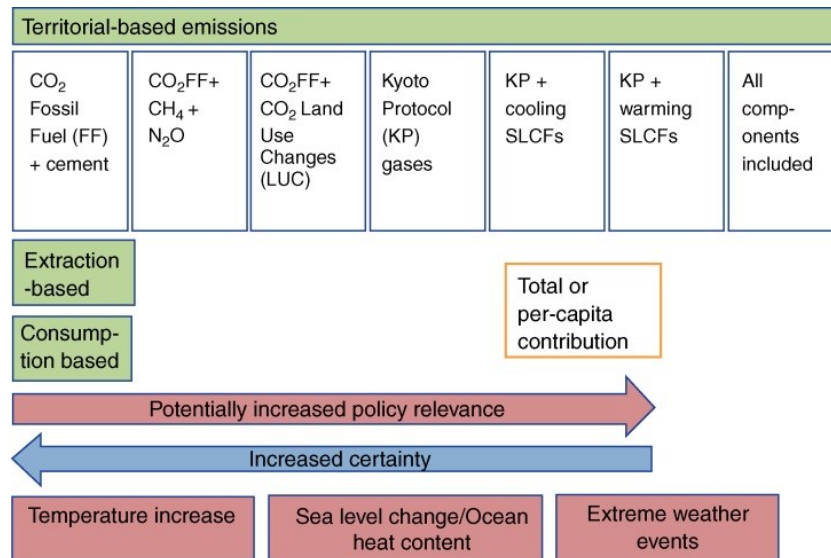 Territorial-based emissions
CO₂
Fossil
Fuel (FF)
+ cement
CO₂FF+
CH₄ +
N₂O
CO₂FF+
CO₂ Land
Use
Changes
(LUC)
Kyoto
Protocol
(KP)
gases
KP +
cooling
SLCFs
KP +
warming
SLCFs
All
comp-
onents
included
Extraction
-based
Consump-
tion based
Total or
per-capita
contribution
Potentially increased policy relevance
Increased certainty
Temperature increase
Sea level change/Ocean
heat content
Extreme weather
events